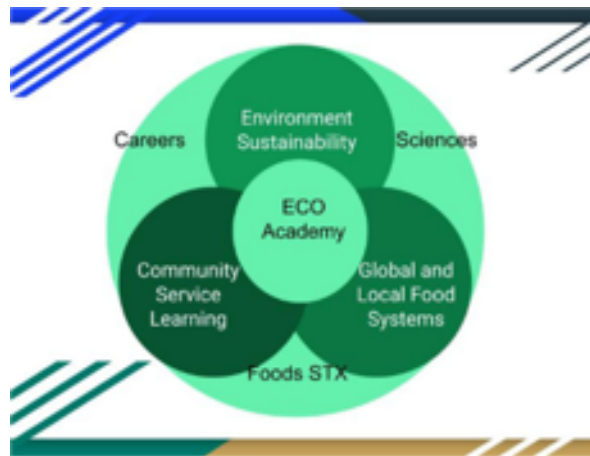 Environment
Sustainability
Careers
Sciences
ECO
Academy
Community
Service
Learning
Global and
Local Food
Systems
Foods STX